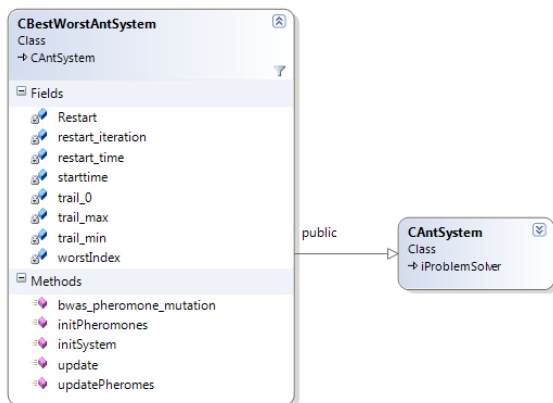 CBestWorstAntSystem
Class
CAntSystem
Fields
Restart
restart_iteration
restart_time
starttime
trail_0
trail_max
trail_min
worstIndex
Methods
bwas_pheromone_mutation
initPheromones
initSystem
update
updatePheromes
public
CAntSystem
Class
iProblemSolver